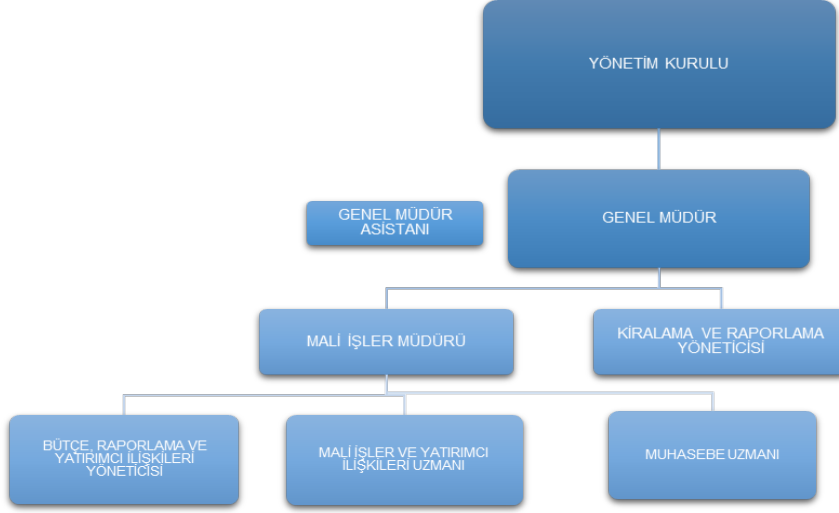 YÖNETİM KURULU
GENEL MÜDÜR
ASİSTANI
GENEL MÜDÜR
MALİ İŞLER MÜDÜRÜ
KİRALAMA VE RAPORLAMA
YÖNETİCİSİ
BÜTÇE, RAPORLAMA VE
YATIRIMCI İLİŞKİLERİ
YÖNETİCİSİ
MALİ İŞLER VE YATIRIMCI
İLİŞKİLERİ UZMANI
MUHASEBE UZMANI